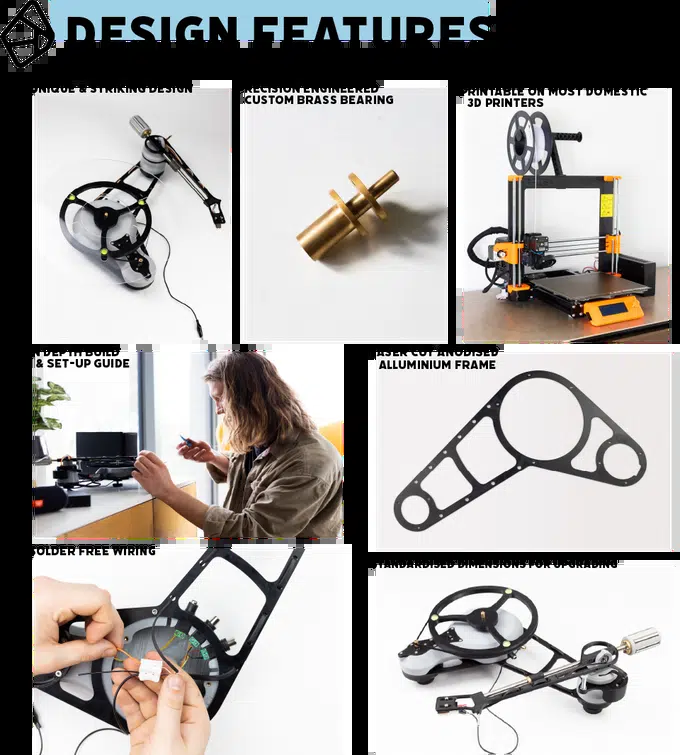 DESIGN FEATURES
UNIQUE & STRIKING DESIGN
PRECISION ENGINEERED
CUSTOM BRASS BEARING
PRINTABLE ON MOST DOMESTIC
3D PRINTERS
DEPTH BUILD
& SET-UP GUIDE
LASER CUT ANODISED
ALLUMINIUM FRAME
SOLDER FREE WIRING
STANDARDISED DIMENSIONS FOR UPGRADING